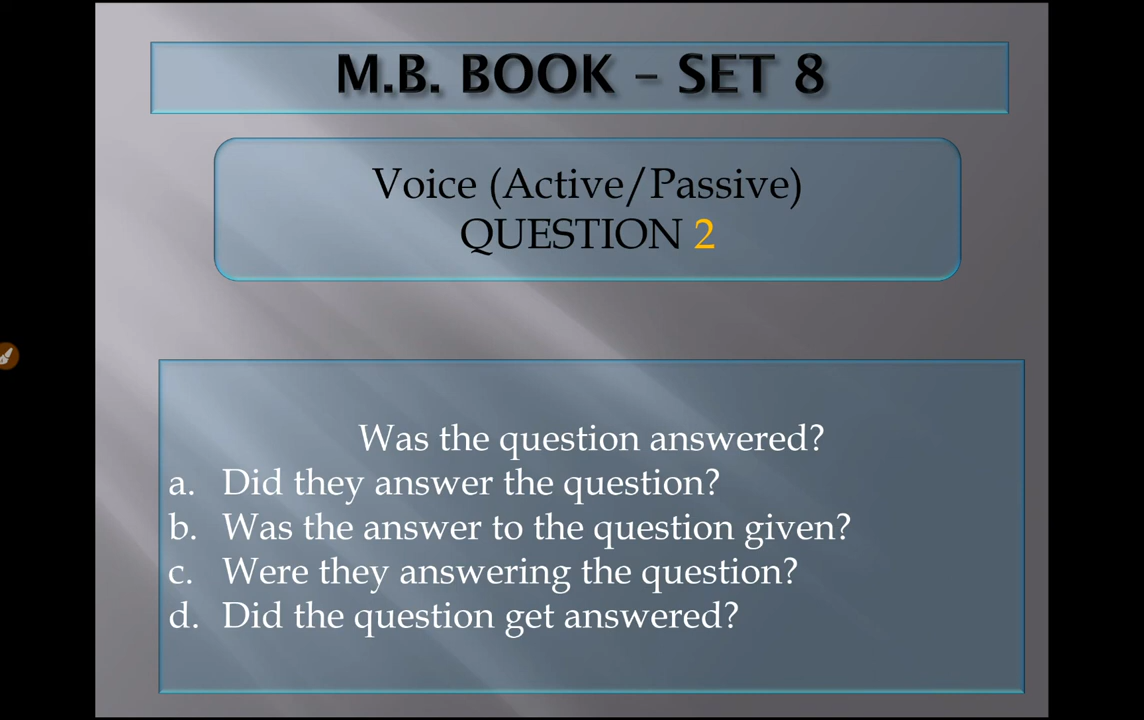 M.B. BOOK – SET 8
Voice (Active/Passive)
QUESTION 2
Was the question answered?
a. Did they answer the question?
b. Was the answer to the question given?
c. Were they answering the question?
d. Did the question get answered?